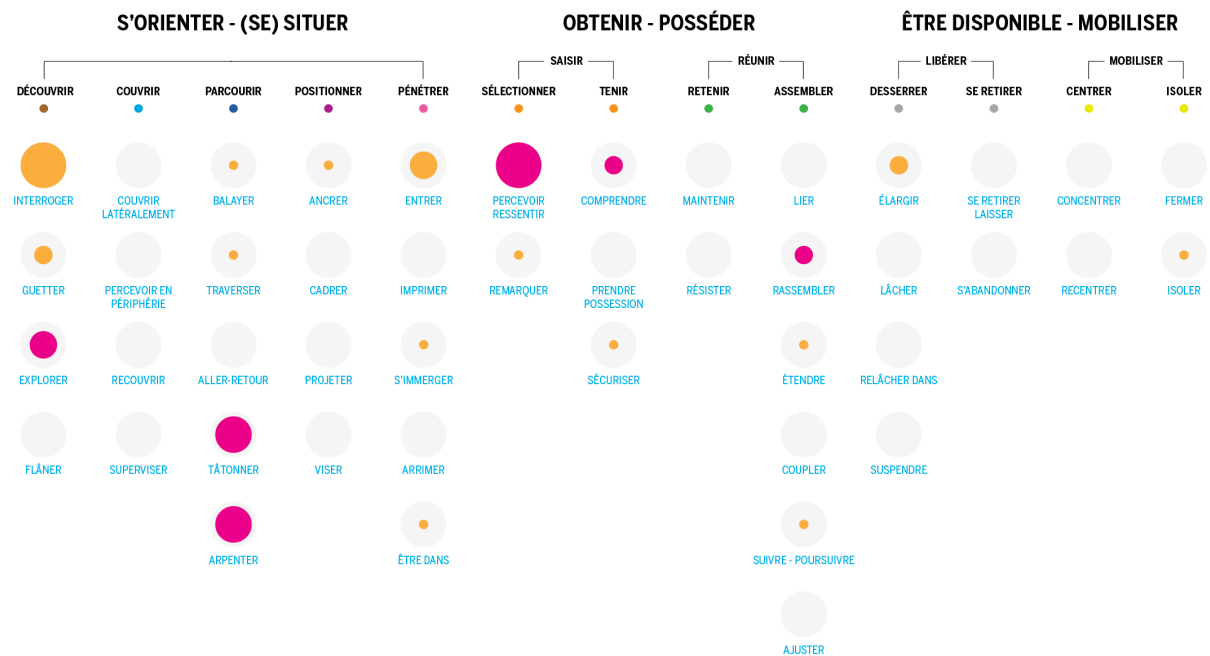 S’ORIENTER - (SE) SITUER
OBTENIR - POSSÉDER
ÊTRE DISPONIBLE - MOBILISER
SAISIR
RÉUNIR
LIBÉRER
MOBILISER
DÉCOUVRIR
COUVRIR
PARCOURIR
POSITIONNER
PÉNÉTRER
SÉLECTIONNER
TENIR
RETENIR
ASSEMBLER
DESSERRER
SE RETIRER
CENTRER
ISOLER
INTERROGER
COUVRIR
LATÉRALEMENT
BALAYER
ANCRER
ENTRER
PERCEVOIR
RESSENTIR
COMPRENDRE
MAINTENIR
LIER
ÉLARGIR
SE RETIRER
LAISSER
CONCENTRER
FERMER
GUETTER
PERCEVOIR EN
PÉRIPHÉRIE
TRAVERSER
CADRER
IMPRIMER
REMARQUER
PRENDRE
POSSESSION
RÉSISTER
RASSEMBLER
LÂCHER
S'ABANDONNER
RECENTRER
ISOLER
EXPLORER
RECOUVRIR
ALLER-RETOUR
PROJETER
S’IMMERGER
SÉCURISER
ÉTENDRE
RELÂCHER DANS
FLÂNER
SUPERVISER
TÂTONNER
VISER
ARRIMER
COUPLER
SUSPENDRE
ARPENTER
ÊTRE DANS
SUIVRE - POURSUIVRE
AJUSTER